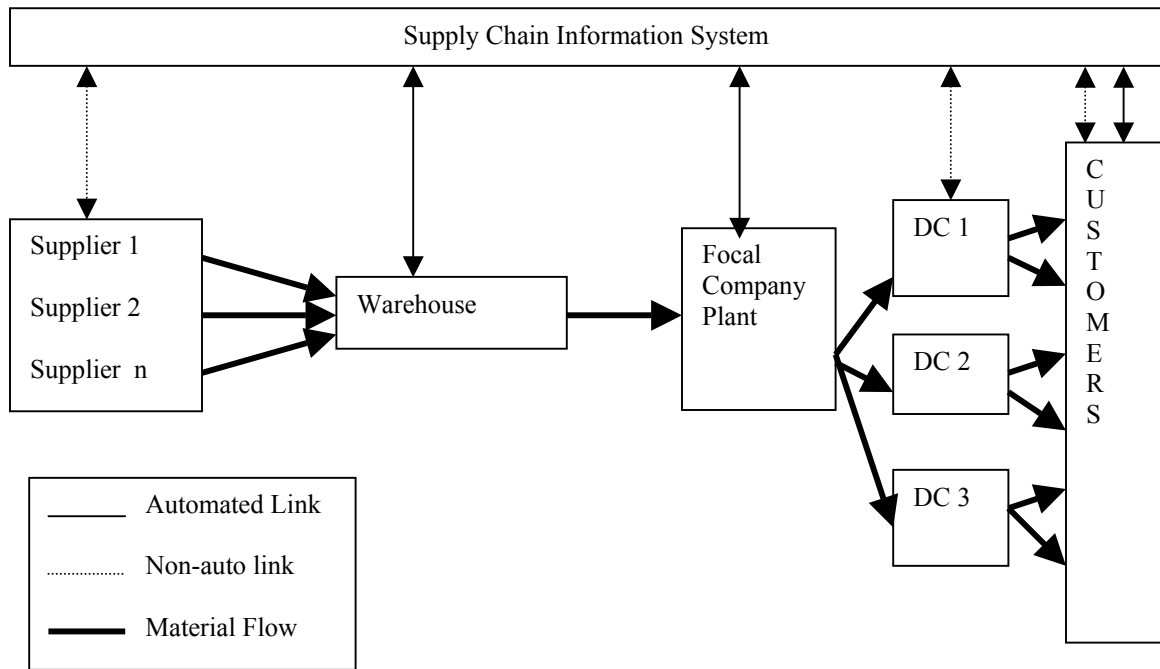 Supply Chain Information System
Supplier 1
Supplier 2
Supplier n
Warehouse
Focal
Company
Plant
DC 1
DC 2
DC 3
C
U
S
T
O
M
E
R
S
Automated Link
Non-auto link
Material Flow